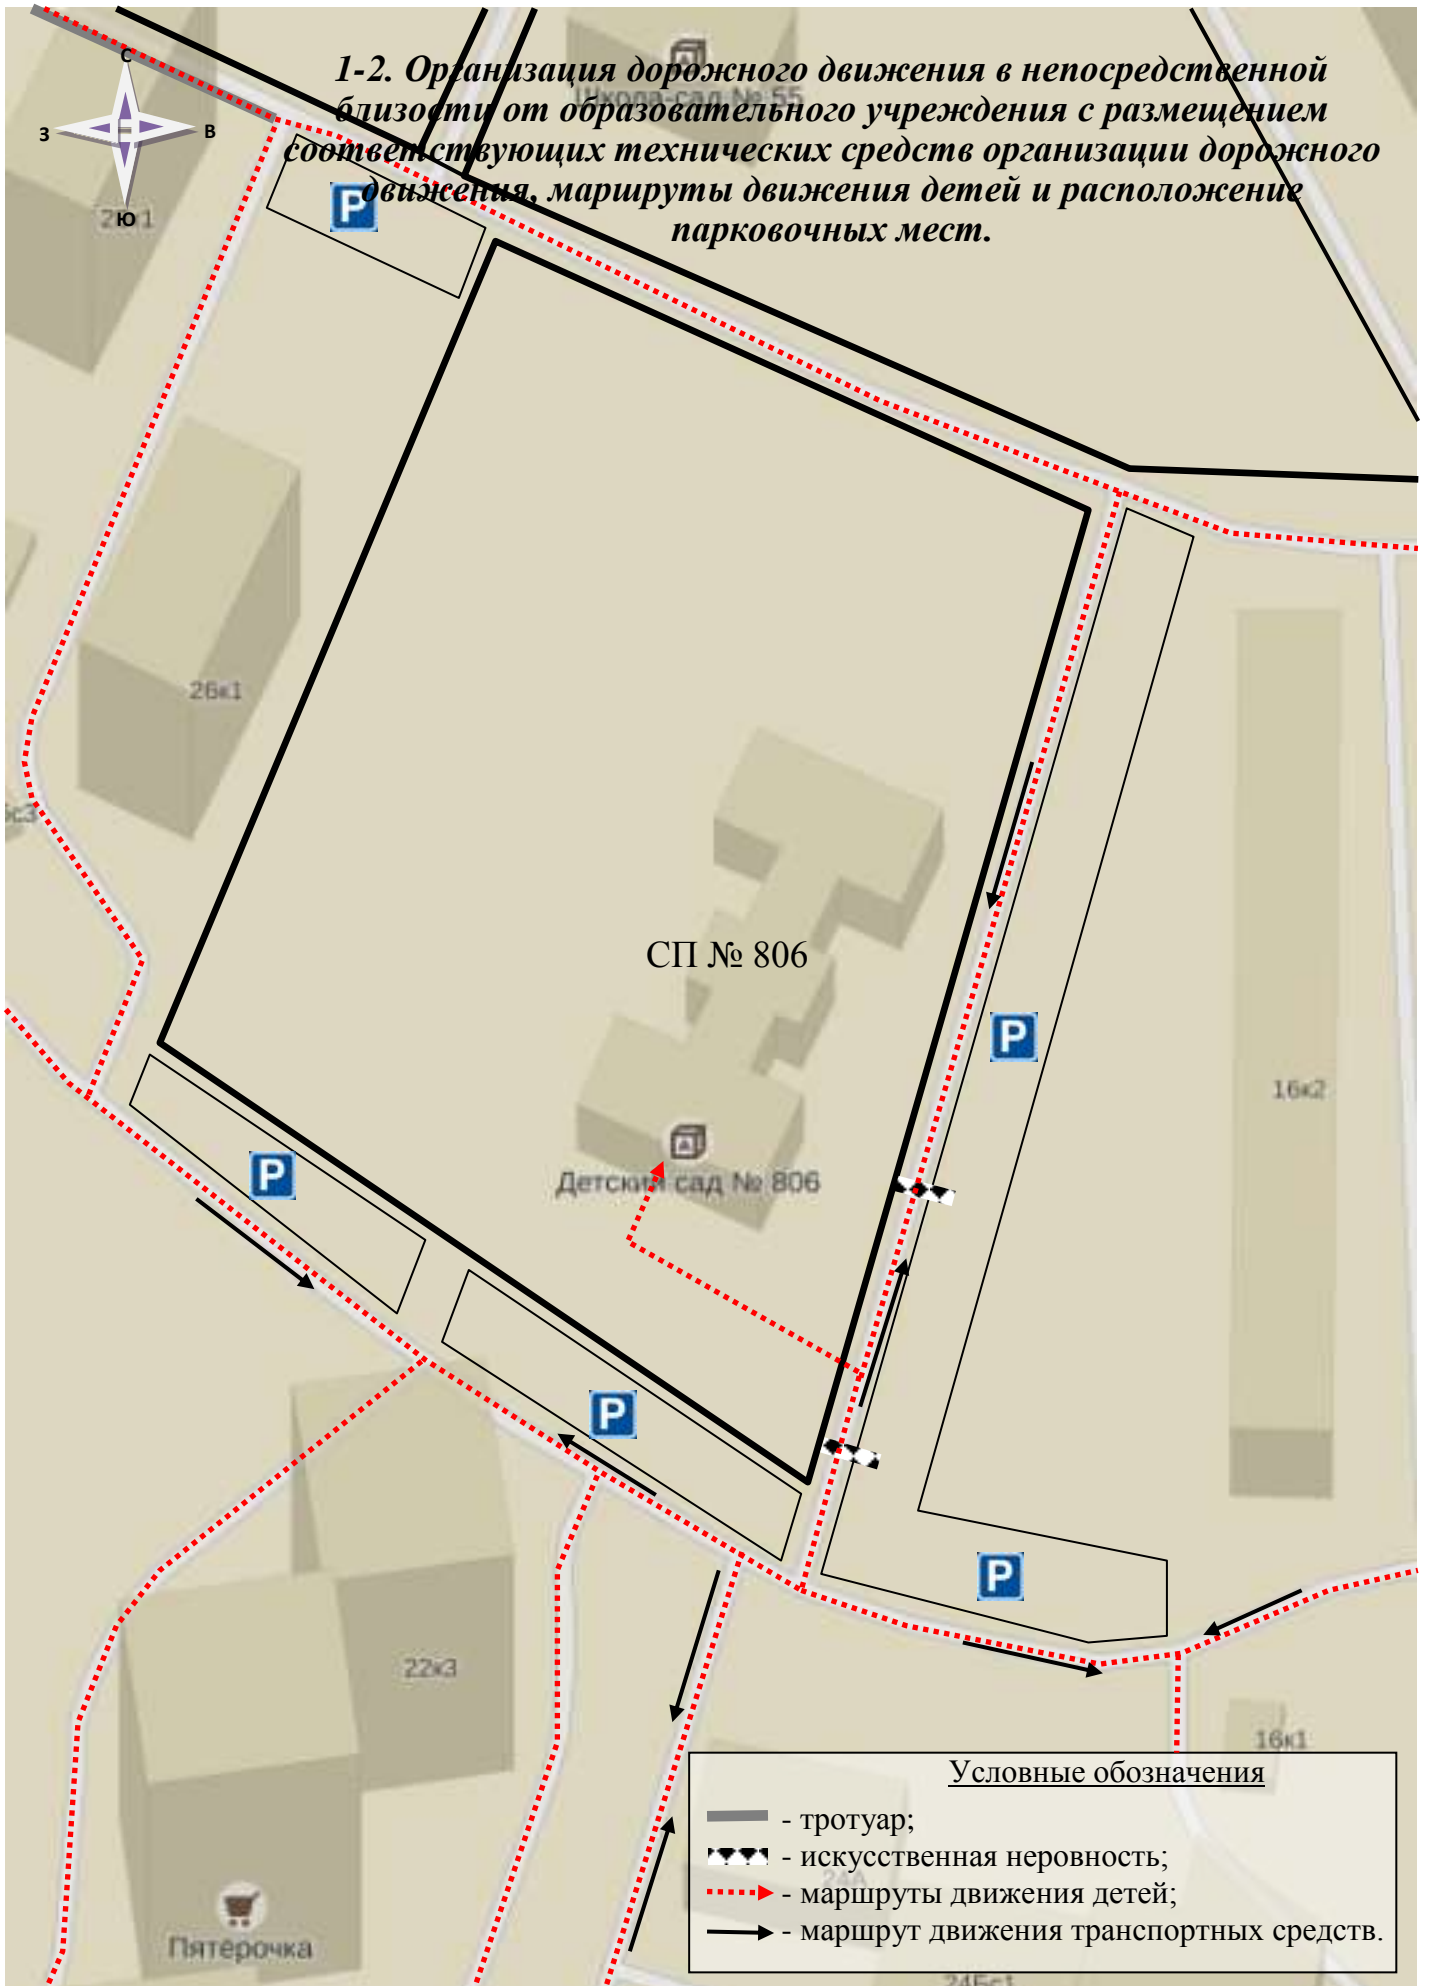 1-2. Организация дорожного движения в непосредственной
близости от образовательного учреждения с размещением
соответствующих технических средств организации дорожного
движения, маршруты движения детей и расположение
парковочных мест.
Школа-сад № 55
С
З
В
Ю
P
26к1
СП № 806
P
16к2
Детский сад № 806
P
P
P
22к3
16к1
Условные обозначения
- тротуар;
- искусственная неровность;
24А
- маршруты движения детей;
- маршрут движения транспортных средств.
Пятёрочка
24Бс1